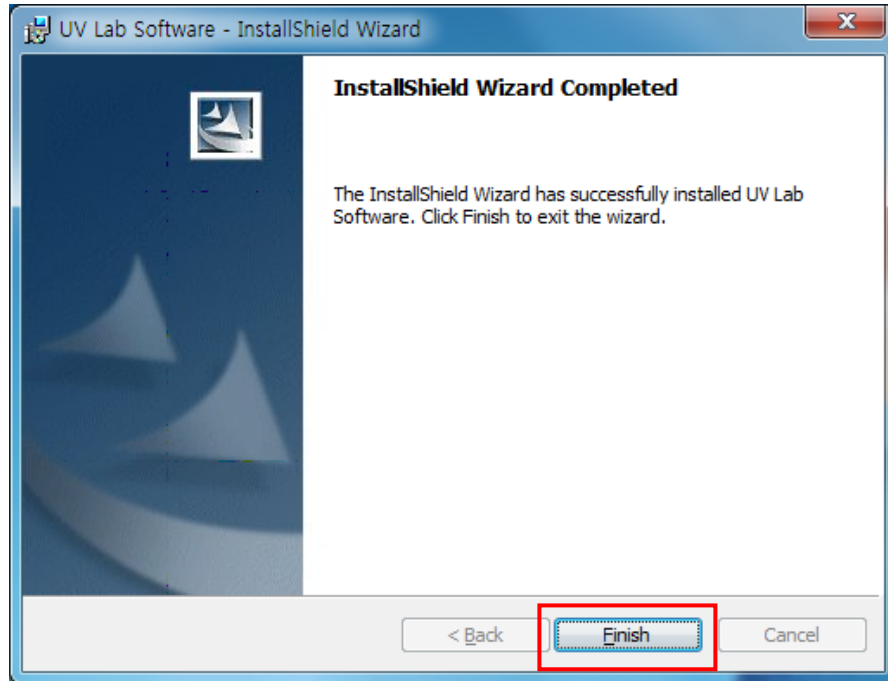 UV Lab Software - InstallShield Wizard
InstallShield Wizard Completed
The InstallShield Wizard has successfully installed UV Lab
Software. Click Finish to exit the wizard.
< Back
Finish
Cancel